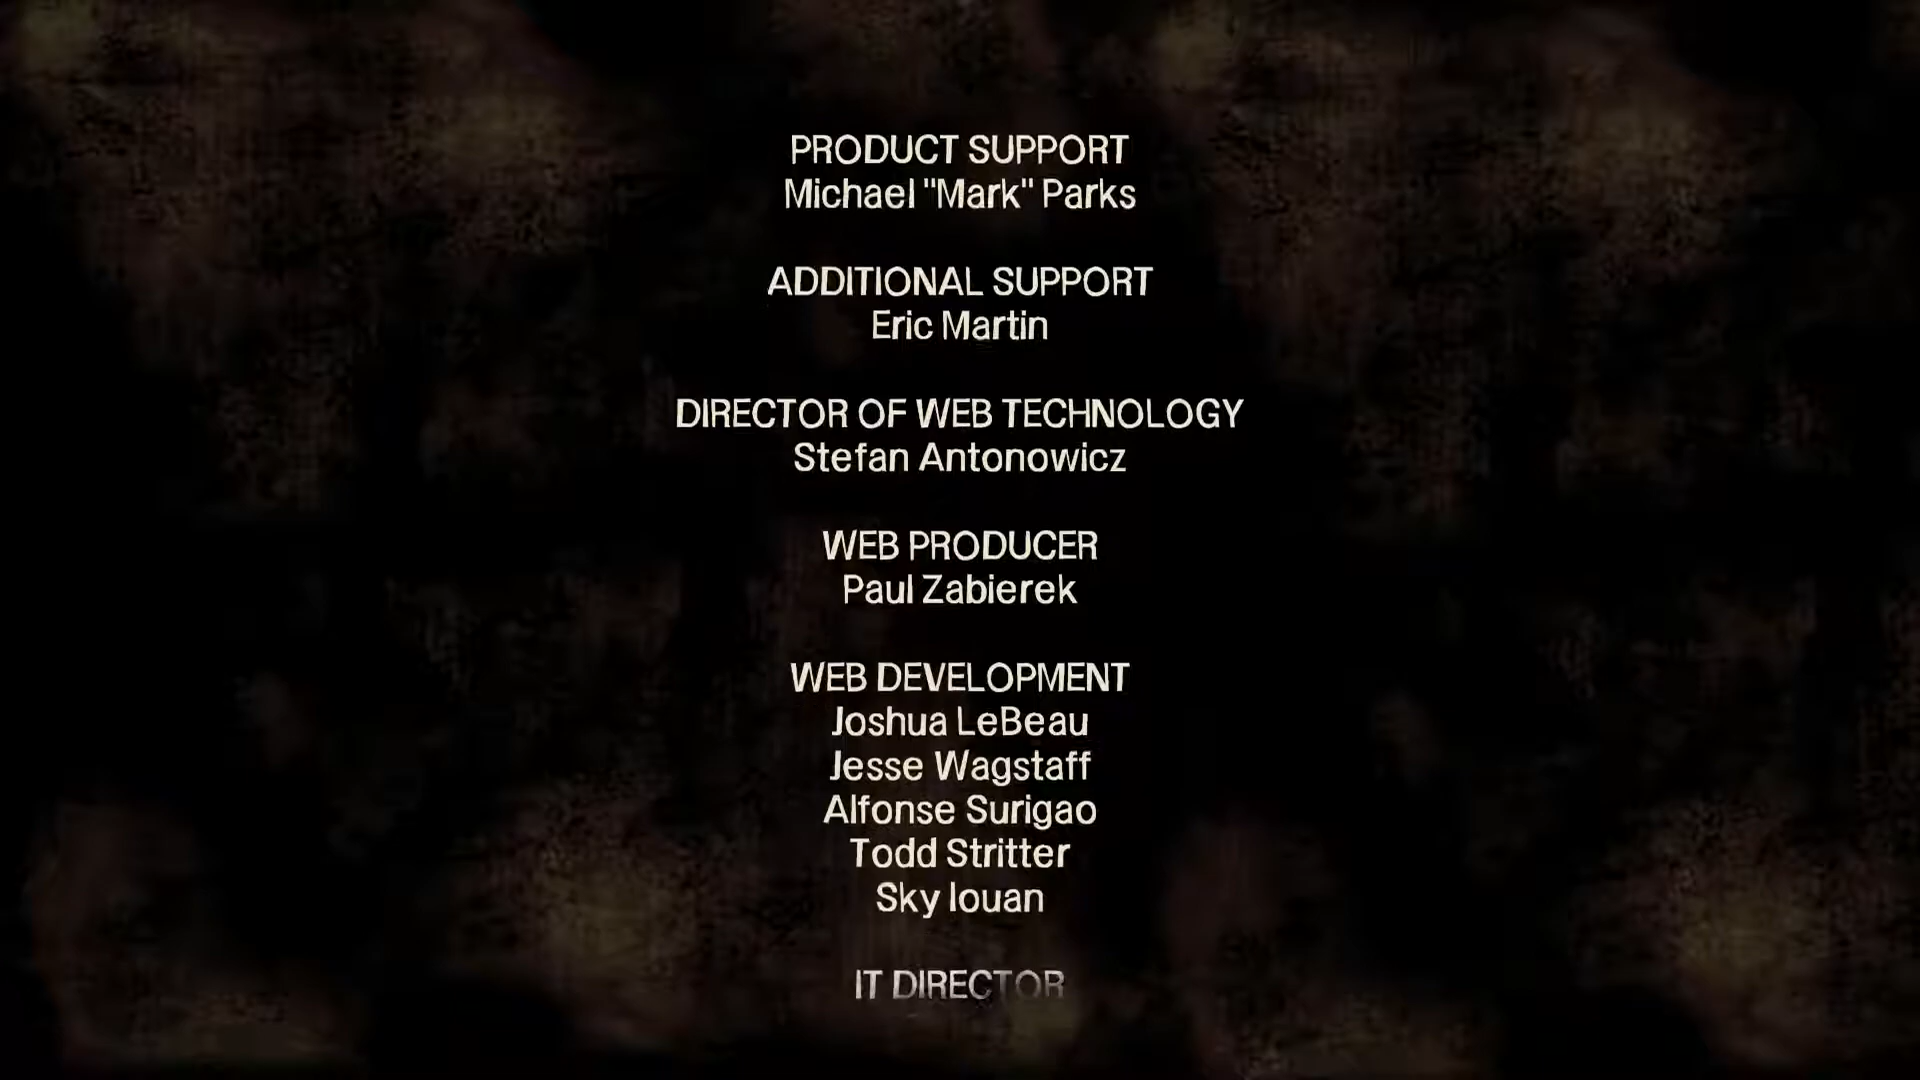 PRODUCT SUPPORT
Michael "Mark" Parks
ADDITIONAL SUPPORT
Eric Martin
DIRECTOR OF WEB TECHNOLOGY
Stefan Antonowicz
WEB PRODUCER
Paul Zabierek
WEB DEVELOPMENT
Joshua LeBeau
Jesse Wagstaff
Alfonse Surigao
Todd Stritter
Sky Iouan
IT DIRECTOR